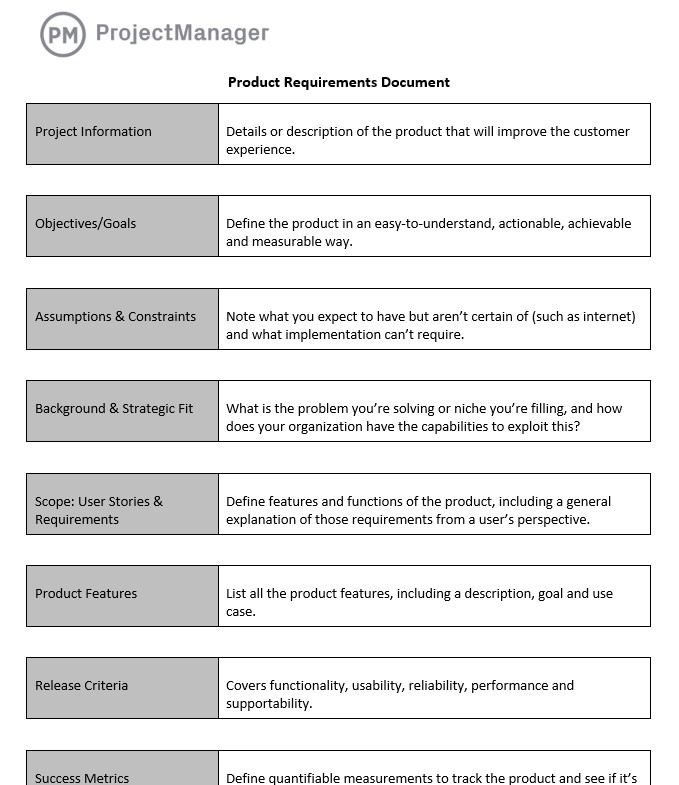 PM ProjectManager
Product Requirements Document
Project Information
Details or description of the product that will improve the customer
experience.
Objectives/Goals
Define the product in an easy-to-understand, actionable, achievable
and measurable way.
Assumptions & Constraints
Note what you expect to have but aren’t certain of (such as internet)
and what implementation can’t require.
Background & Strategic Fit
What is the problem you’re solving or niche you’re filling, and how
does your organization have the capabilities to exploit this?
Scope: User Stories &
Requirements
Define features and functions of the product, including a general
explanation of those requirements from a user’s perspective.
Product Features
List all the product features, including a description, goal and use
case.
Release Criteria
Covers functionality, usability, reliability, performance and
supportability.
Success Metrics
Define quantifiable measurements to track the product and see if it’s